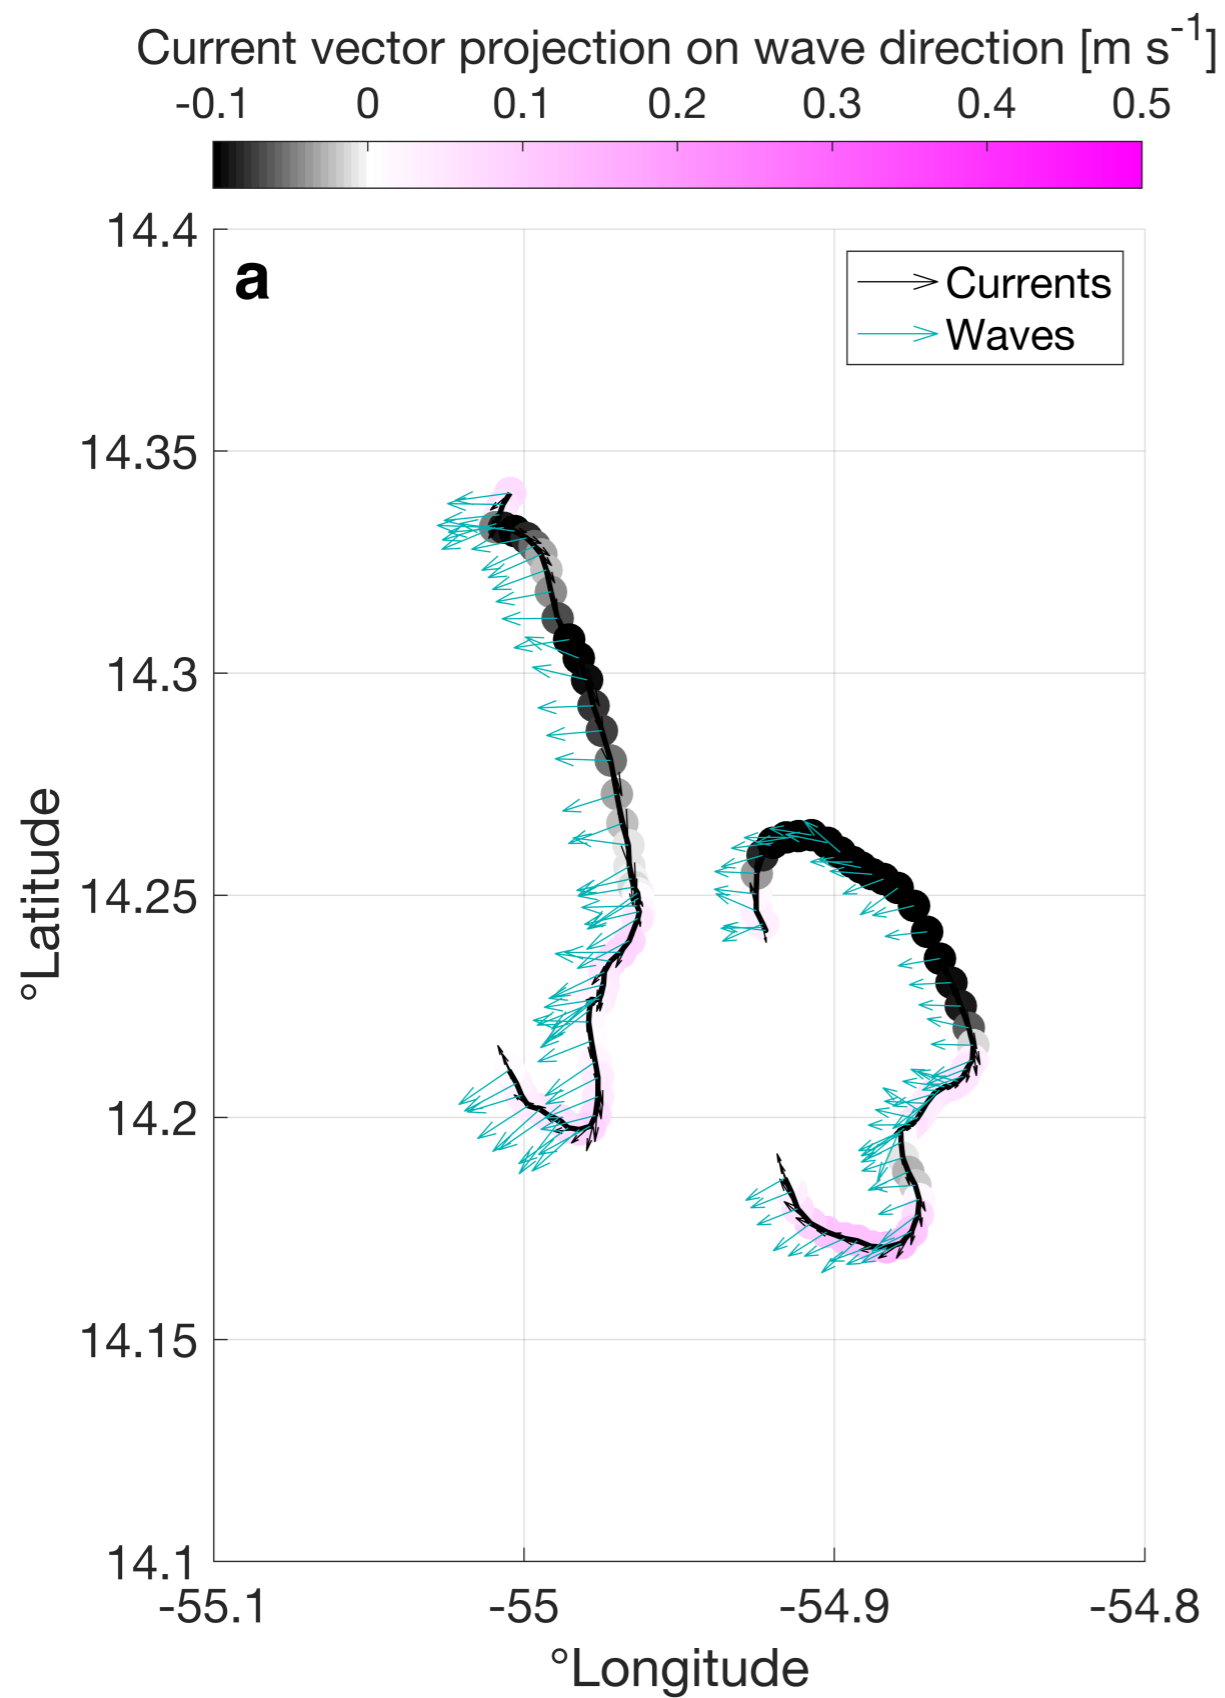 Current vector projection on wave direction [m s⁻¹]
-0.1 0 0.1 0.2 0.3 0.4 0.5
14.4
a
Currents
Waves
14.35
14.3
14.25
14.2
14.15
14.1
°Latitude
-55.1 -55 -54.9 -54.8
°Longitude